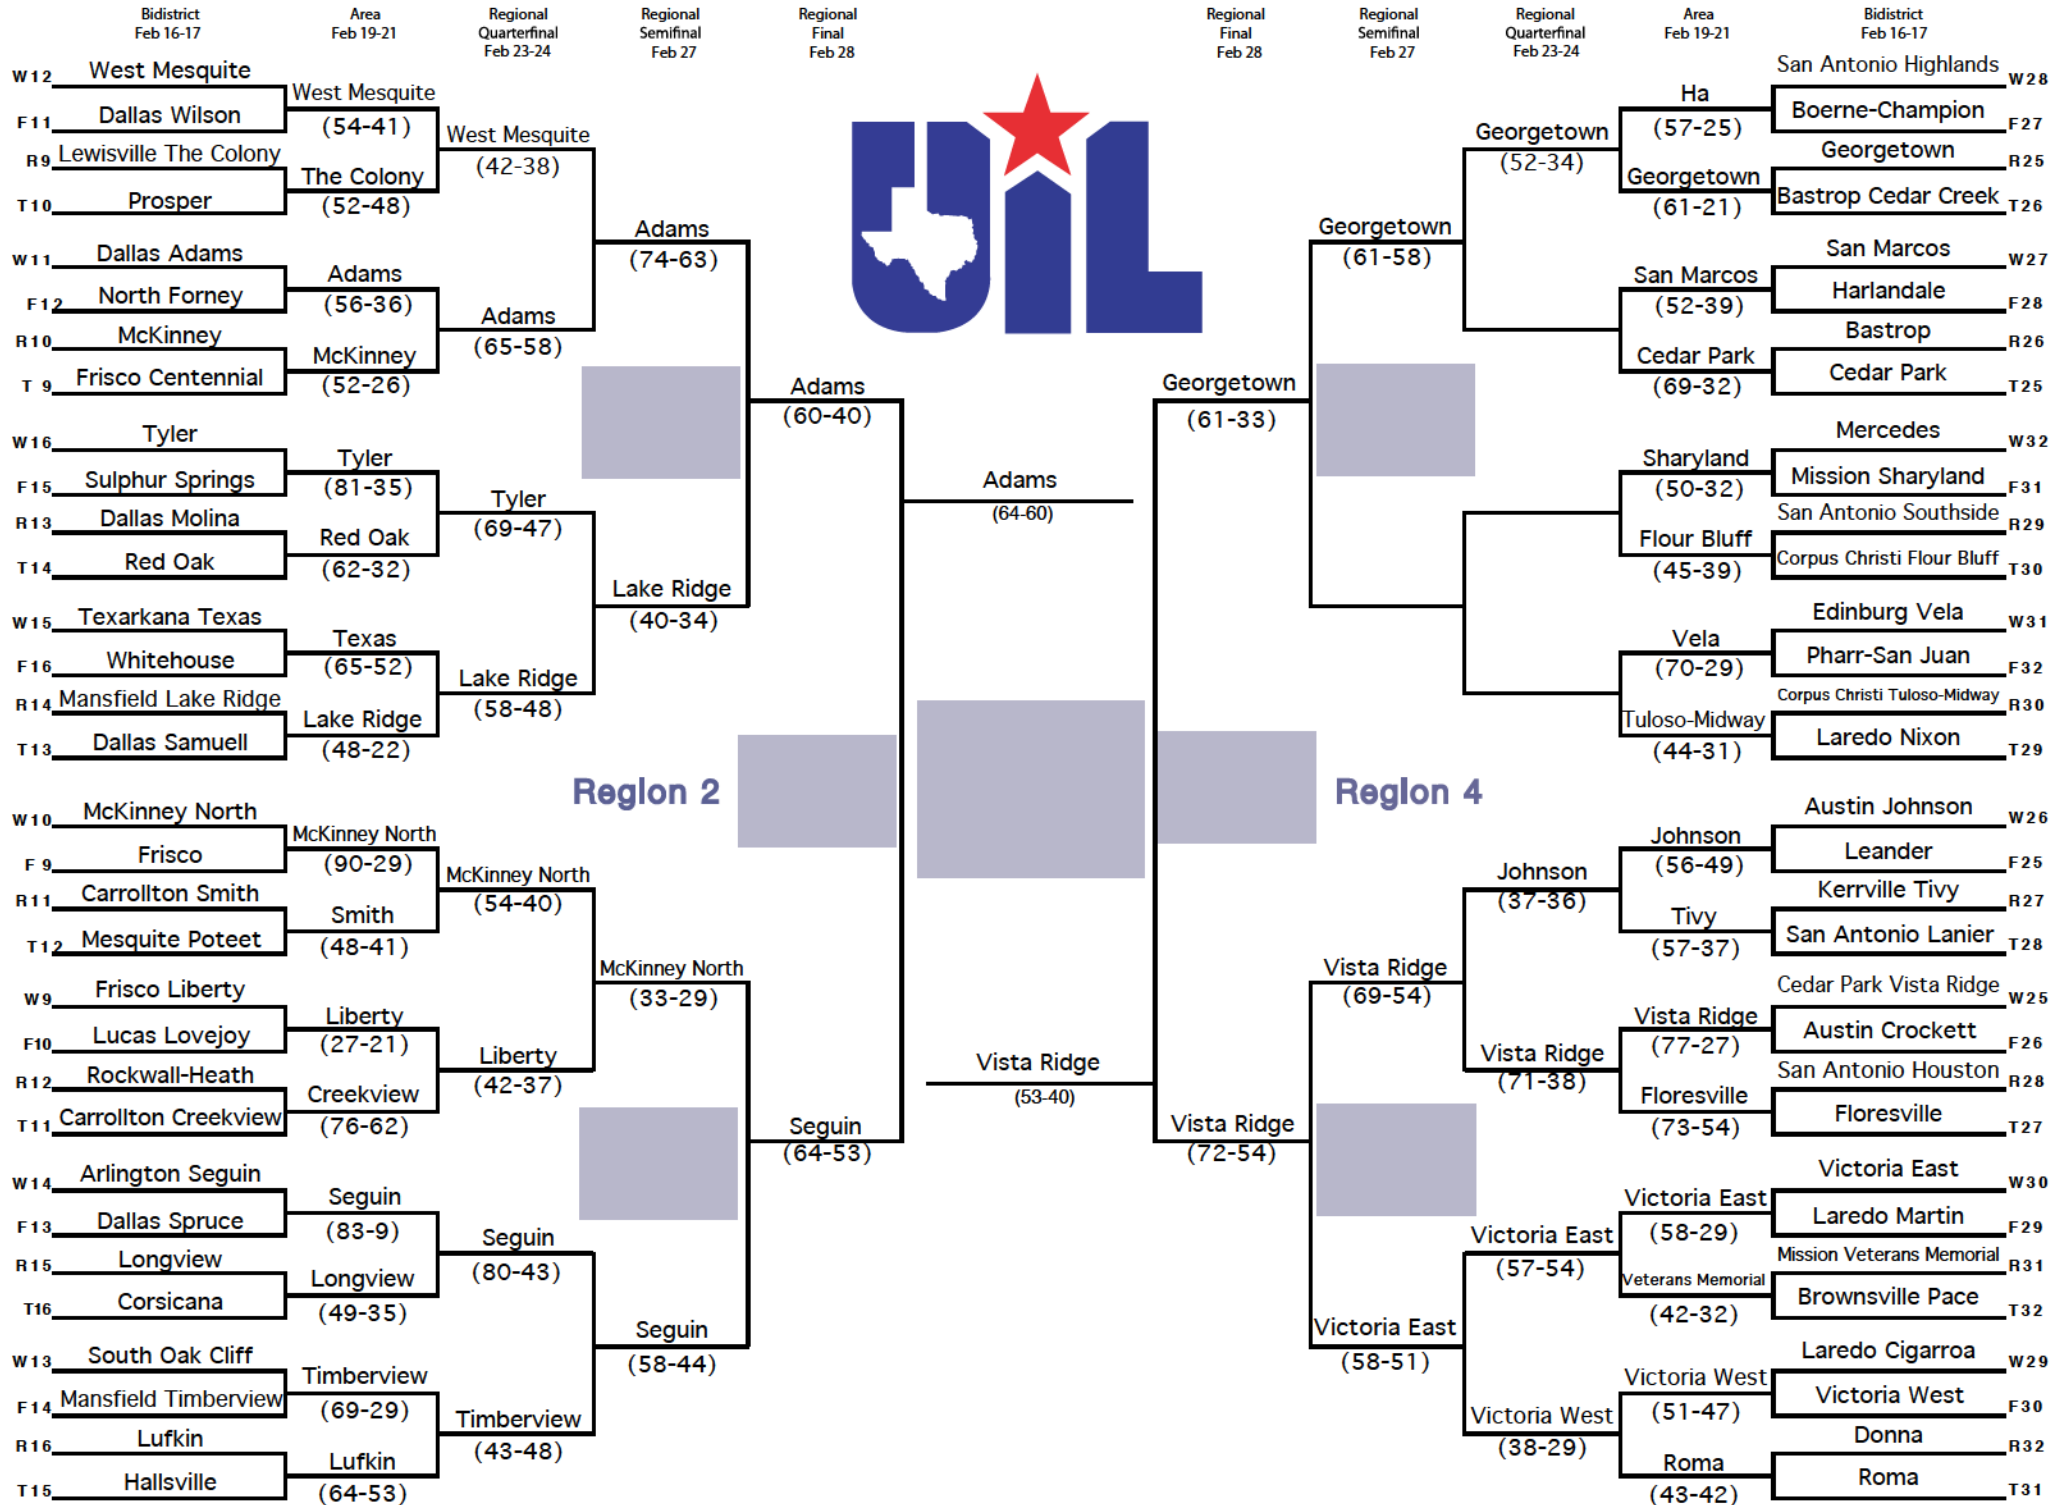 Bidistrict
Feb 16-17
Area
Feb 19-21
Regional
Quarterfinal
Feb 23-24
Regional
Semifinal
Feb 27
Regional
Final
Feb 28
Regional
Final
Feb 28
Regional
Semifinal
Feb 27
Regional
Quarterfinal
Feb 23-24
Area
Feb 19-21
Bidistrict
Feb 16-17
W12 West Mesquite
F11 Dallas Wilson
R9 Lewisville The Colony
T10 Prosper
W11 Dallas Adams
F12 North Forney
R10 McKinney
T 9 Frisco Centennial
W16 Tyler
F15 Sulphur Springs
R13 Dallas Molina
T14 Red Oak
W15 Texarkana Texas
F16 Whitehouse
R14 Mansfield Lake Ridge
T13 Dallas Samuell
W10 McKinney North
F 9 Frisco
R11 Carrollton Smith
T12 Mesquite Poteet
W9 Frisco Liberty
F10 Lucas Lovejoy
R12 Rockwall-Heath
T11 Carrollton Creekview
W14 Arlington Seguin
F13 Dallas Spruce
R15 Longview
T16 Corsicana
W13 South Oak Cliff
F14 Mansfield Timberview
R16 Lufkin
T15 Hallsville
West Mesquite
(54-41)
The Colony
(52-48)
Adams
(56-36)
McKinney
(52-26)
Tyler
(81-35)
Red Oak
(62-32)
Texas
(65-52)
Lake Ridge
(48-22)
McKinney North
(90-29)
Smith
(48-41)
Liberty
(27-21)
Creekview
(76-62)
Seguin
(83-9)
Longview
(49-35)
Timberview
(69-29)
Lufkin
(64-53)
West Mesquite
(42-38)
Adams
(65-58)
Tyler
(69-47)
Lake Ridge
(58-48)
McKinney North
(54-40)
Liberty
(42-37)
Seguin
(80-43)
Timberview
(43-48)
Adams
(74-63)
Lake Ridge
(40-34)
McKinney North
(33-29)
Seguin
(58-44)
Adams
(60-40)
Seguin
(64-53)
Region 2
UIL
Adams
(64-60)
Vista Ridge
(53-40)
Region 4
Georgetown
(61-33)
Vista Ridge
(72-54)
Georgetown
(61-58)
Vista Ridge
(69-54)
Victoria East
(58-51)
Georgetown
(52-34)
Johnson
(37-36)
Vista Ridge
(71-38)
Victoria East
(57-54)
Victoria West
(38-29)
Ha
(57-25)
Georgetown
(61-21)
San Marcos
(52-39)
Cedar Park
(69-32)
Sharyland
(50-32)
Flour Bluff
(45-39)
Vela
(70-29)
Tuloso-Midway
(44-31)
Johnson
(56-49)
Tivy
(57-37)
Vista Ridge
(77-27)
Floresville
(73-54)
Victoria East
(58-29)
Veterans Memorial
(42-32)
Victoria West
(51-47)
Roma
(43-42)
San Antonio Highlands W28
Boerne-Champion F27
Georgetown R25
Bastrop Cedar Creek T26
San Marcos W27
Harlandale F28
Bastrop R26
Cedar Park T25
Mercedes W32
Mission Sharyland F31
San Antonio Southside R29
Corpus Christi Flour Bluff T30
Edinburg Vela W31
Pharr-San Juan F32
Corpus Christi Tuloso-Midway R30
Laredo Nixon T29
Austin Johnson W26
Leander F25
Kerrville Tivy R27
San Antonio Lanier T28
Cedar Park Vista Ridge W25
Austin Crockett F26
San Antonio Houston R28
Floresville T27
Victoria East W30
Laredo Martin F29
Mission Veterans Memorial R31
Brownsville Pace T32
Laredo Cigarroa W29
Victoria West F30
Donna R32
Roma T31